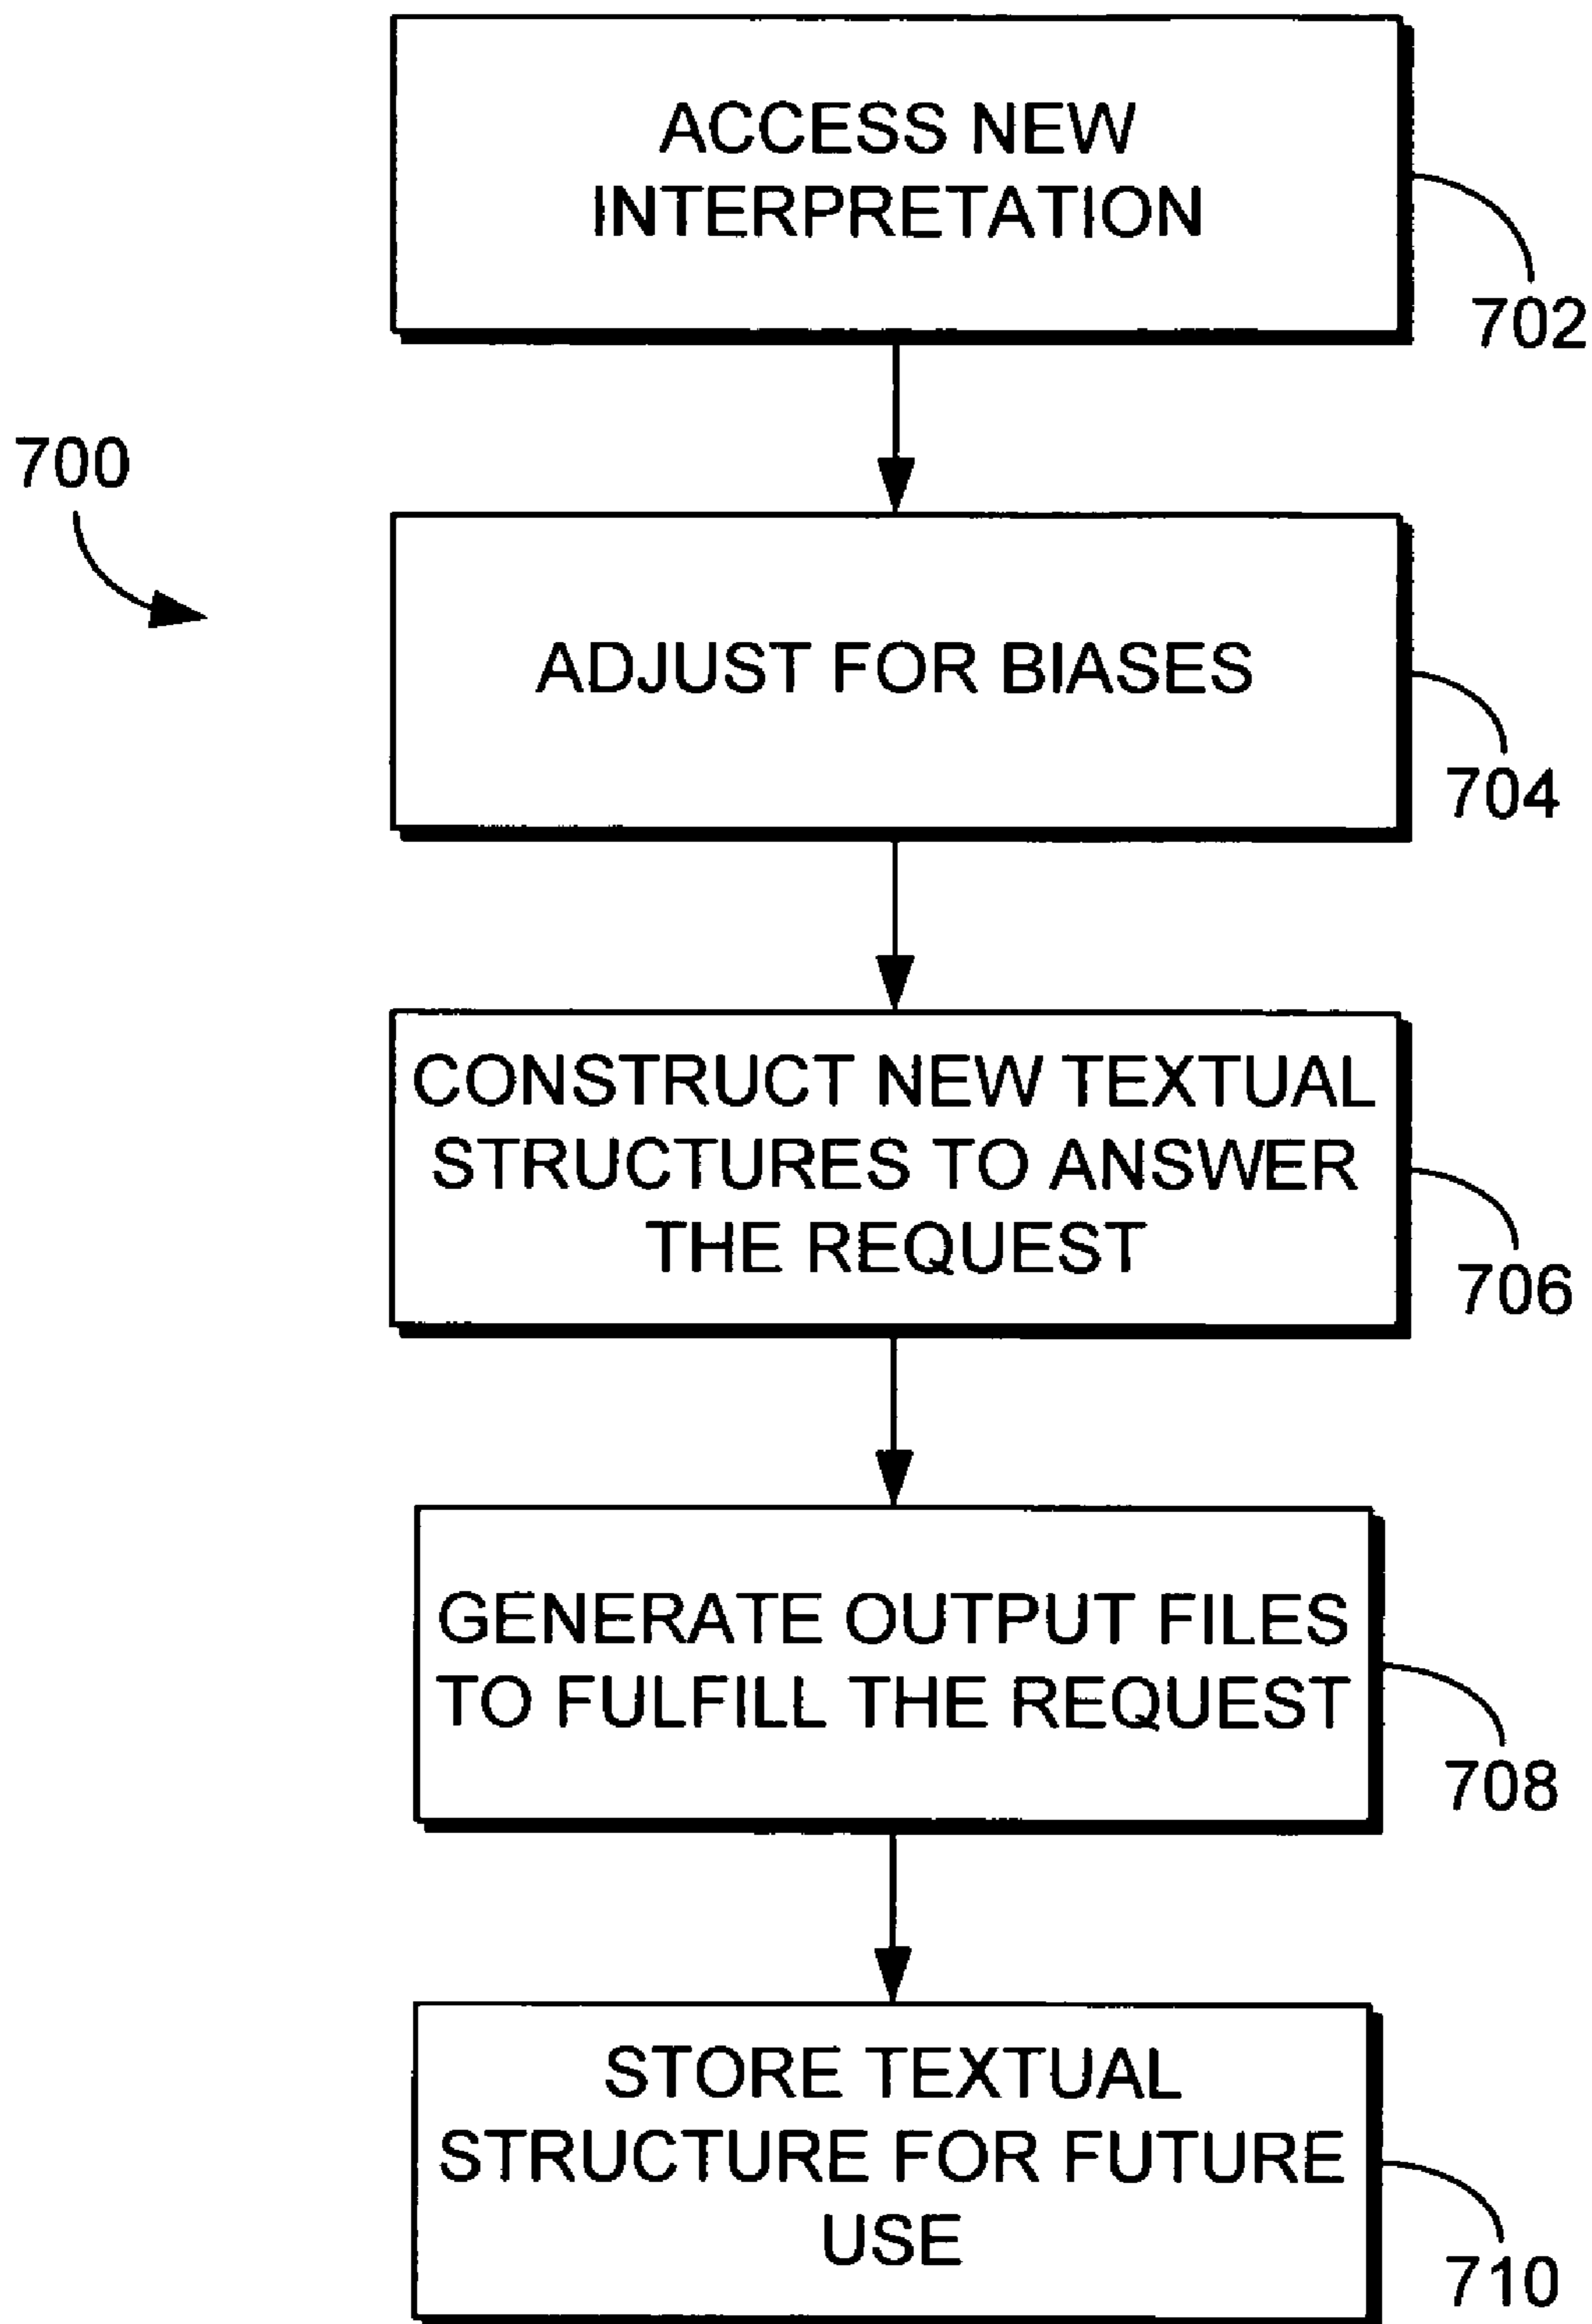 ACCESS NEW
INTERPRETATION
702
700
ADJUST FOR BIASES
704
CONSTRUCT NEW TEXTUAL
STRUCTURES TO ANSWER
THE REQUEST
706
GENERATE OUTPUT FILES
TO FULFILL THE REQUEST
708
STORE TEXTUAL
STRUCTURE FOR FUTURE
USE
710